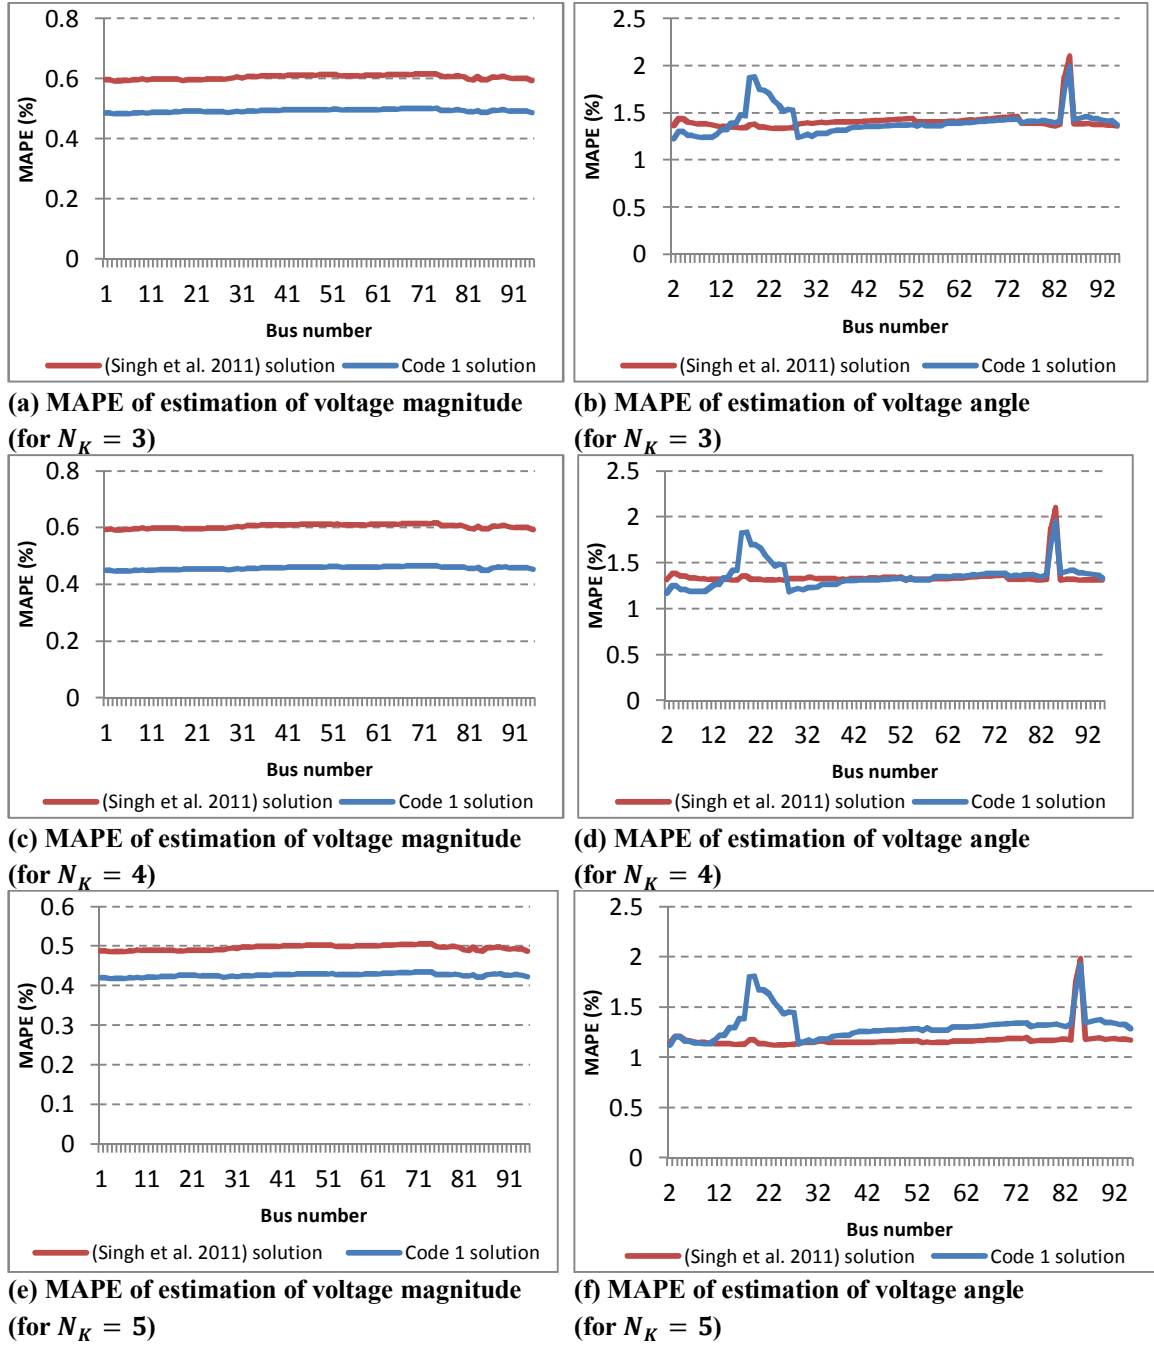 0.8
0.6
0.4
0.2
0
MAPE (%)
1 11 21 31 41 51 61 71 81 91
Bus number
(Singh et al. 2011) solution Code 1 solution
2.5
2
1.5
1
0.5
0
MAPE (%)
2 12 22 32 42 52 62 72 82 92
Bus number
(Singh et al. 2011) solution Code 1 solution
(a) MAPE of estimation of voltage magnitude
(for N_K = 3)
(b) MAPE of estimation of voltage angle
(for N_K = 3)
0.8
0.6
0.4
0.2
0
MAPE (%)
1 11 21 31 41 51 61 71 81 91
Bus number
(Singh et al. 2011) solution Code 1 solution
2.5
2
1.5
1
0.5
0
MAPE (%)
2 12 22 32 42 52 62 72 82 92
Bus number
(Singh et al. 2011) solution Code 1 solution
(c) MAPE of estimation of voltage magnitude
(for N_K = 4)
(d) MAPE of estimation of voltage angle
(for N_K = 4)
0.6
0.5
0.4
0.3
0.2
0.1
0
MAPE (%)
1 11 21 31 41 51 61 71 81 91
Bus number
(Singh et al. 2011) solution Code 1 solution
2.5
2
1.5
1
0.5
0
MAPE (%)
2 12 22 32 42 52 62 72 82 92
Bus number
(Singh et al. 2011) solution Code 1 solution
(e) MAPE of estimation of voltage magnitude
(for N_K = 5)
(f) MAPE of estimation of voltage angle
(for N_K = 5)